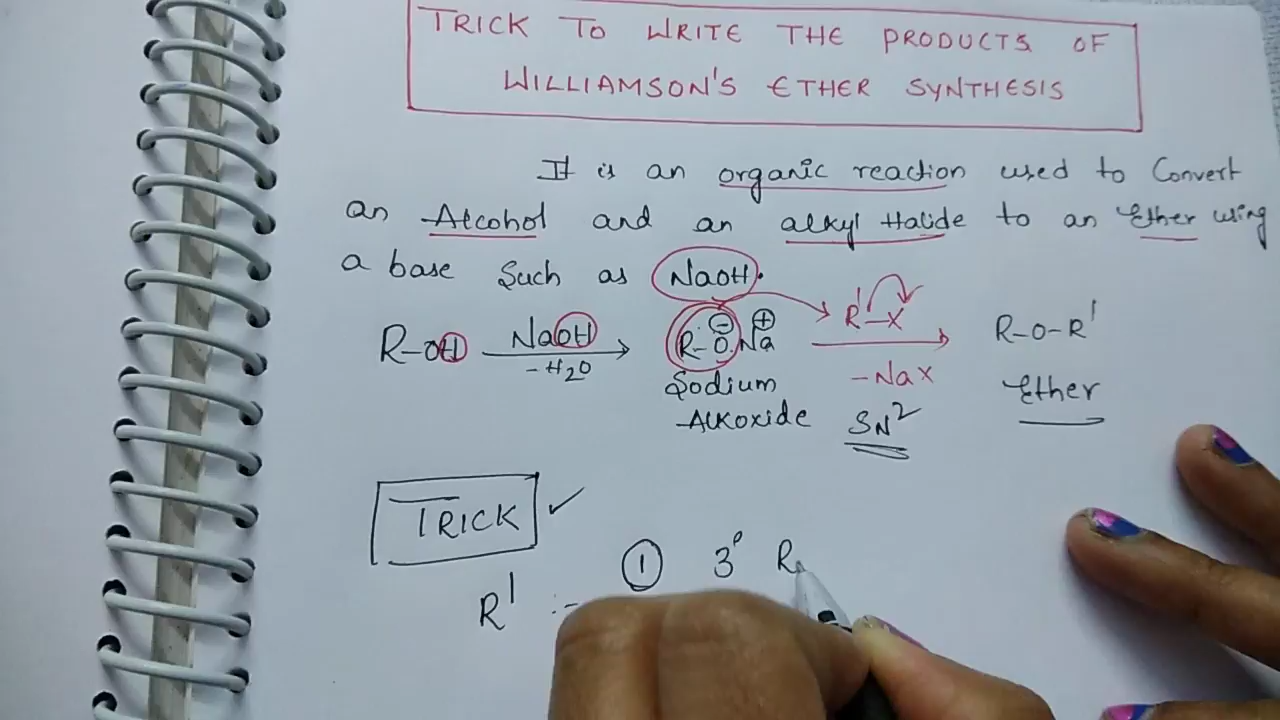 TRICK TO WRITE THE PRODUCTS OF
WILLIAMSON'S ETHER SYNTHESIS
It is an organic reaction used to Convert
an Alcohol and an alkyl Halide to an Ether using
a base Such as NaOH.
R-OH NaOH -H2O R-O⊖ Na⊕ R'-X -NaX R-O-R'
Sodium Alkoxide SN² Ether
TRICK ✓
R' :- ① 3° R